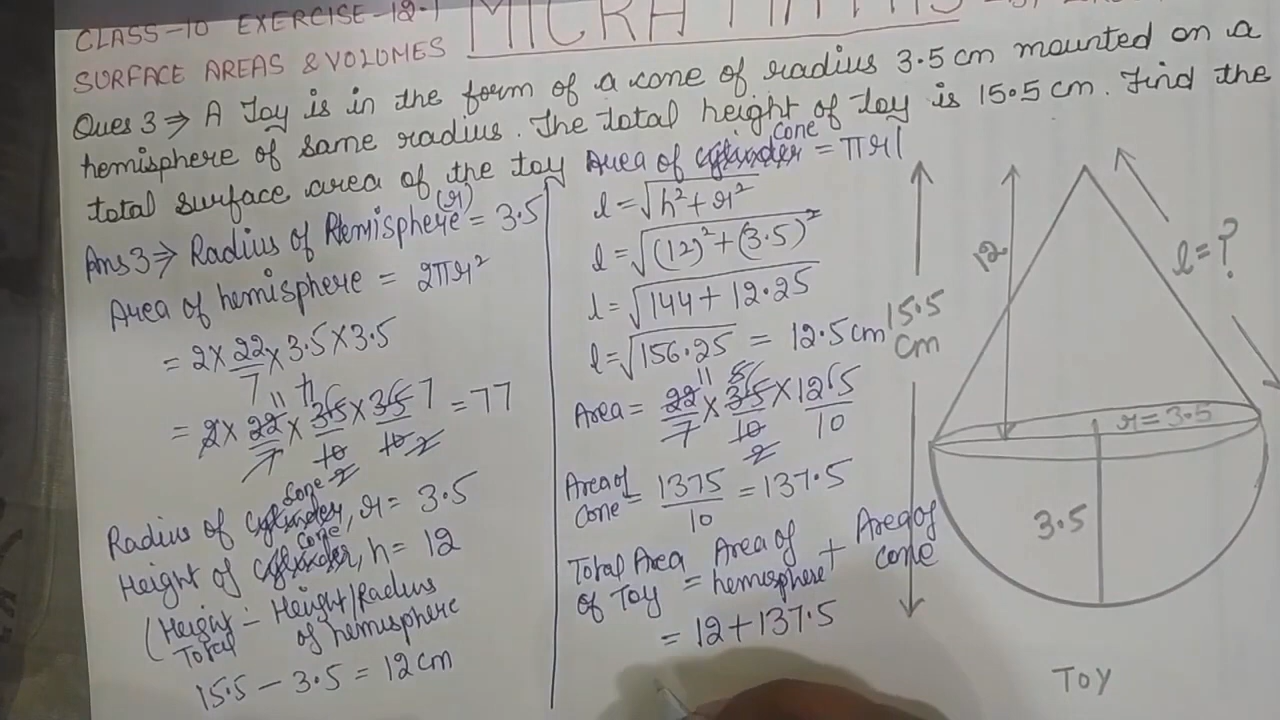 CLASS-10 EXERCISE-12.1
SURFACE AREAS & VOLUMES
Ques 3 ⇒ A Toy is in the form of a cone of radius 3.5 cm mounted on a
hemisphere of same radius. The total height of toy is 15.5 cm. Find the
total surface area of the toy
Ans 3 ⇒ Radius of Hemisphere (r) = 3.5
Area of hemisphere = 2πr²
= 2 × 22/7 × 3.5 × 3.5
= 2 × 22/7 × 35/10 × 35/10 = 77
Radius of cylinder cone, r = 3.5
Height of cylinder cone, h = 12
(Height Total - Height/Radius
of hemisphere
15.5 - 3.5 = 12 cm
Area of cylinder cone = πrl
l = √h² + r²
l = √(12)² + (3.5)²
l = √144 + 12.25
l = √156.25 = 12.5 cm
Area = 22/7 × 35/10 × 125/10
Area of cone = 1375/10 = 137.5
Total Area of Toy = Area of hemisphere + Area of cone
= 12 + 137.5
12
15.5
cm
l = ?
r = 3.5
3.5
TOY